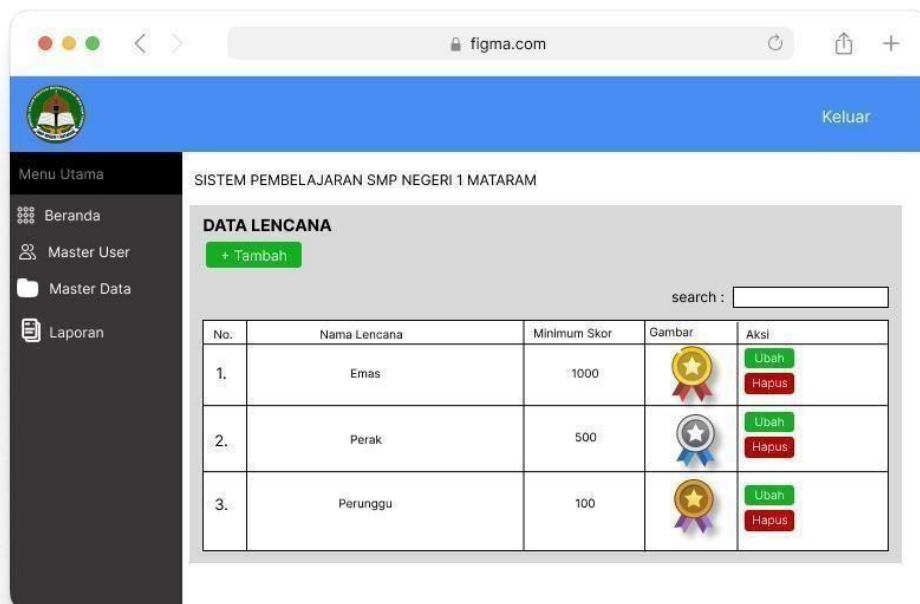 figma.com
Keluar
Menu Utama
SISTEM PEMBELAJARAN SMP NEGERI 1 MATARAM
Beranda
Master User
Master Data
Laporan
DATA LENCANA
+ Tambah
search :
No. Nama Lencana Minimum Skor Gambar Aksi
1. Emas 1000 Ubah
Hapus
2. Perak 500 Ubah
Hapus
3. Perunggu 100 Ubah
Hapus